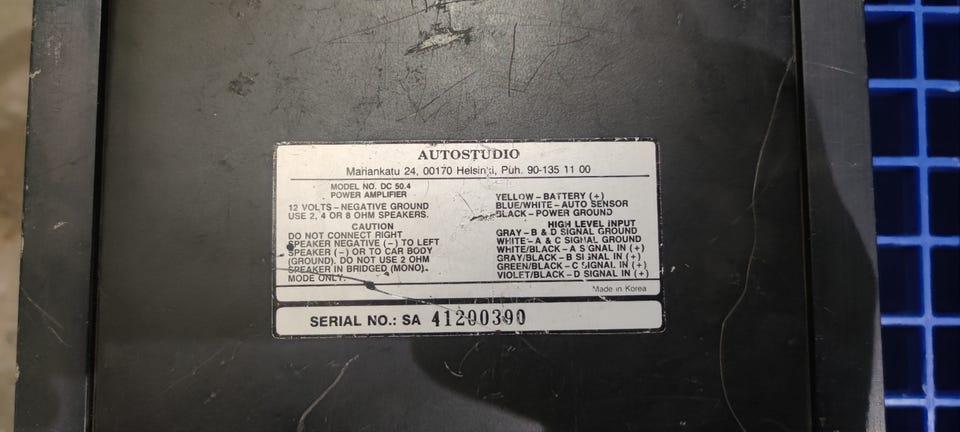 AUTOSTUDIO
Mariankatu 24, 00170 Helsinki, Puh. 90-135 11 00
MODEL NO. DC 50.4
POWER AMPLIFIER
12 VOLTS – NEGATIVE GROUND
USE 2, 4 OR 8 OHM SPEAKERS.
CAUTION
DO NOT CONNECT RIGHT
SPEAKER NEGATIVE (–) TO LEFT
SPEAKER (–) OR TO CAR BODY
(GROUND). DO NOT USE 2 OHM
SPEAKER IN BRIDGED (MONO).
MODE ONLY.
YELLOW – BATTERY (+)
BLUE/WHITE – AUTO SENSOR
BLACK – POWER GROUND
HIGH LEVEL INPUT
GRAY – B & D SIGNAL GROUND
WHITE – A & C SIGNAL GROUND
WHITE/BLACK – A SIGNAL IN (+)
GRAY/BLACK – B SIGNAL IN (+)
GREEN/BLACK – C SIGNAL IN (+)
VIOLET/BLACK – D SIGNAL IN (+)
Made in Korea
SERIAL NO.: SA 41200390